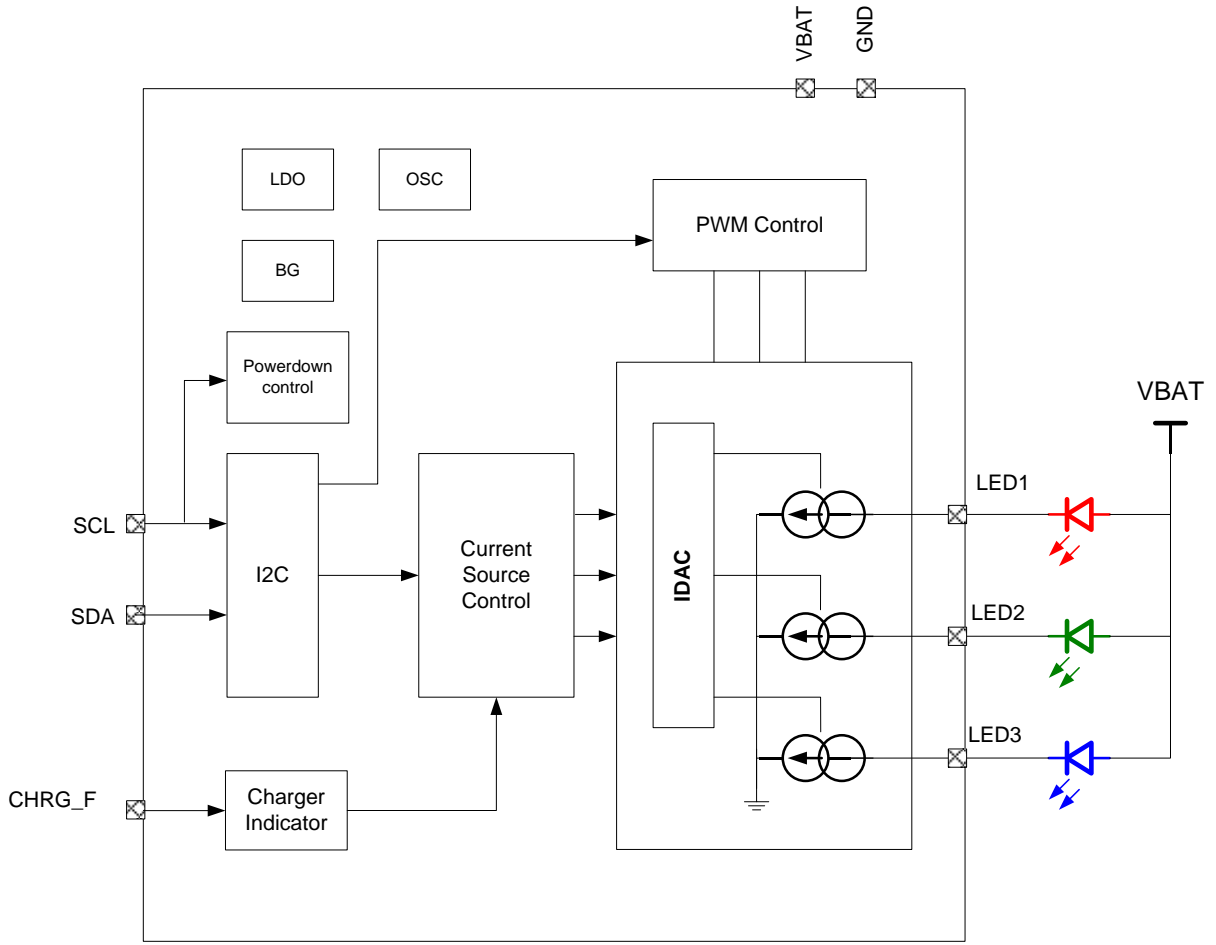 VBAT
GND
LDO
OSC
PWM Control
BG
Powerdown
control
VBAT
LED1
SCL
I2C
Current
Source
Control
IDAC
SDA
LED2
LED3
CHRG_F
Charger
Indicator